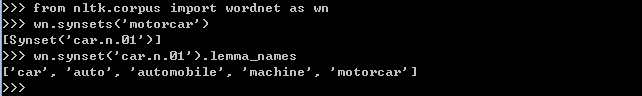 >>> from nltk.corpus import wordnet as wn
>>> wn.synsets('motorcar')
[Synset('car.n.01')]
>>> wn.synset('car.n.01').lemma_names
['car', 'auto', 'automobile', 'machine', 'motorcar']
>>>